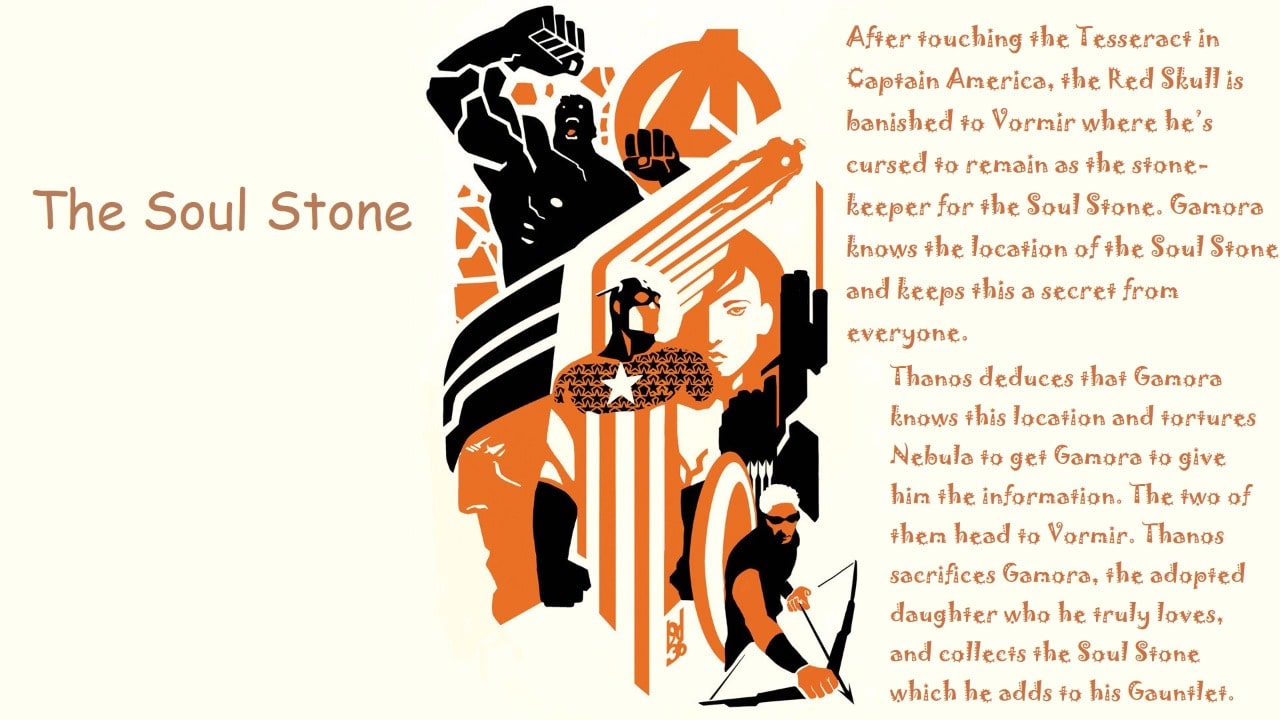 The Soul Stone
After touching the Tesseract in
Captain America, the Red Skull is
banished to Vormir where he's
cursed to remain as the stone-
keeper for the Soul Stone. Gamora
knows the location of the Soul Stone
and keeps this a secret from
everyone.
Thanos deduces that Gamora
knows this location and tortures
Nebula to get Gamora to give
him the information. The two of
them head to Vormir. Thanos
sacrifices Gamora, the adopted
daughter who he truly loves,
and collects the Soul Stone
which he adds to his Gauntlet.